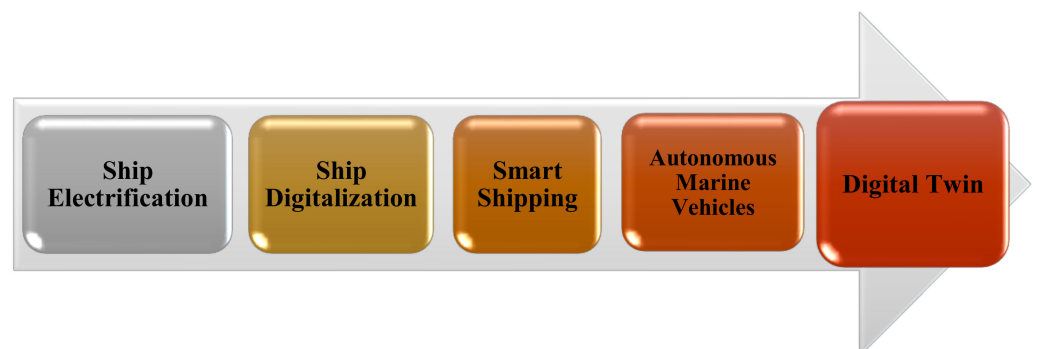 Ship
Electrification
Ship
Digitalization
Smart
Shipping
Autonomous
Marine
Vehicles
Digital Twin